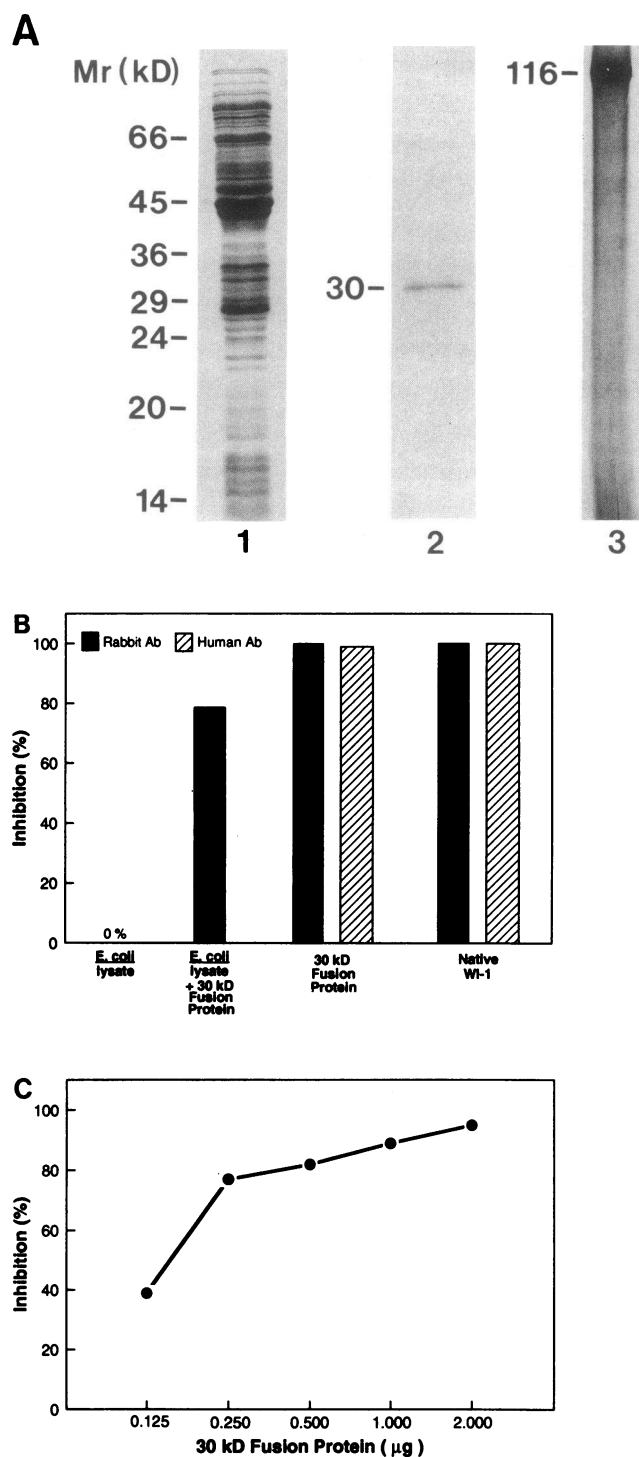 A
Mr (kD)
66–
45–
36–
29–
24–
20–
14–
30–
116–
1
2
3
B
Inhibition (%)
100
80
60
40
20
0
Rabbit Ab
Human Ab
0 %
E. coli
lysate
E. coli
lysate
+ 30 kD
Fusion
Protein
30 kD
Fusion
Protein
Native
WI-1
C
Inhibition (%)
100
80
60
40
20
0
0.125
0.250
0.500
1.000
2.000
30 kD Fusion Protein ( μg )